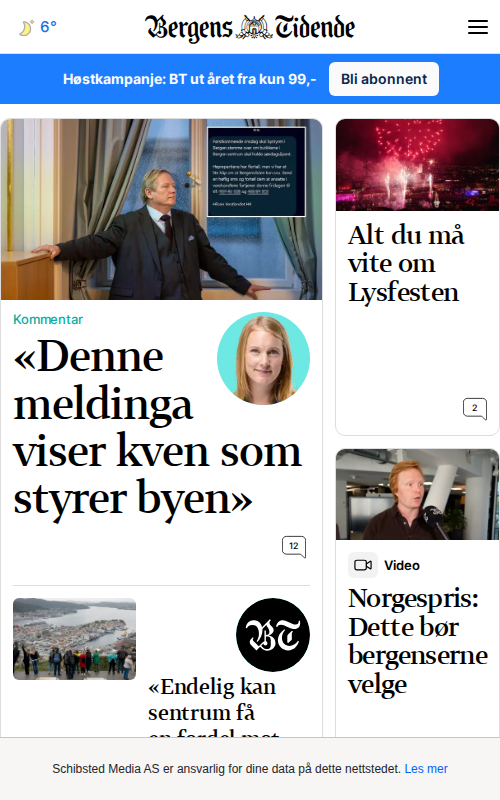 6°
Bergens Tidende
Høstkampanje: BT ut året fra kun 99,-
Bli abonnent
Kommentar
«Denne
meldinga
viser kven som
styrer byen»
12
BT
«Endelig kan
sentrum få
Alt du må
vite om
Lysfesten
2
Video
Norgespris:
Dette bør
bergenserne
velge
Schibsted Media AS er ansvarlig for dine data på dette nettstedet. Les mer